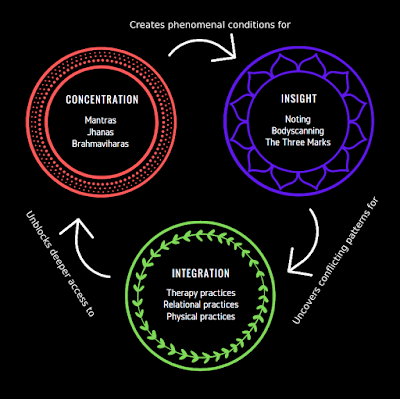 Creates phenomenal conditions for
CONCENTRATION
Mantras
Jhanas
Brahmaviharas
INSIGHT
Noting
Bodyscanning
The Three Marks
Uncovers conflicting patterns for
INTEGRATION
Therapy practices
Relational practices
Physical practices
Unblocks deeper access to